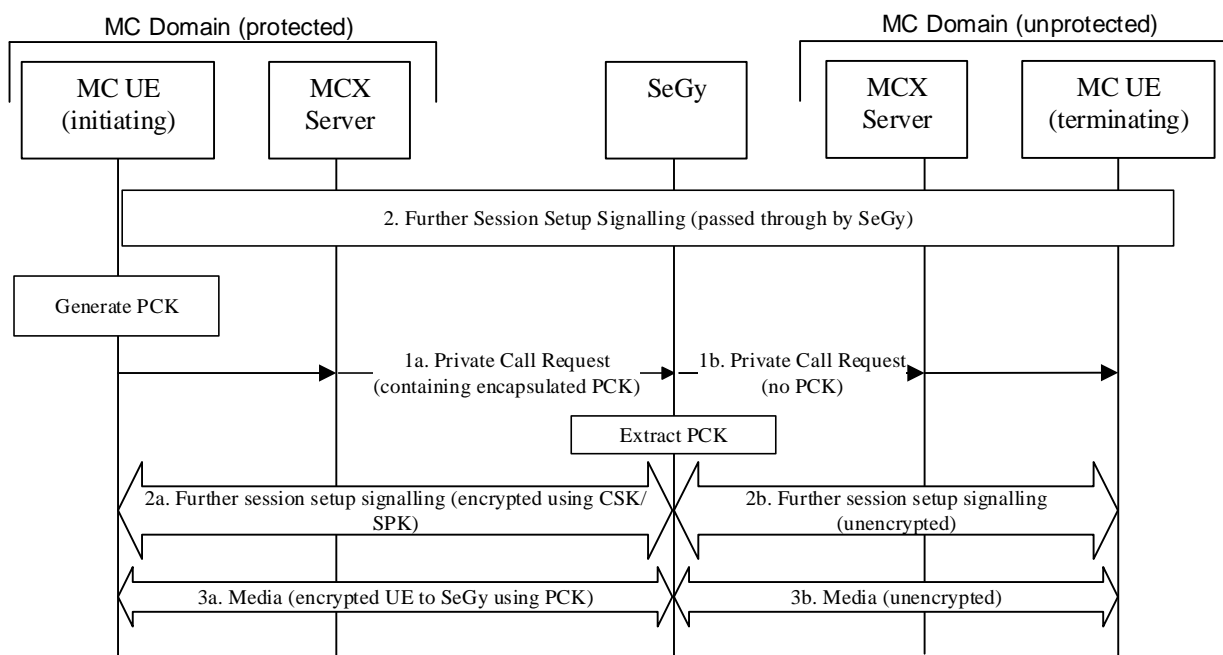 MC Domain (protected)
MC Domain (unprotected)
MC UE
(initiating)
MCX
Server
SeGy
MCX
Server
MC UE
(terminating)
2. Further Session Setup Signalling (passed through by SeGy)
Generate PCK
1a. Private Call Request
(containing encapsulated PCK)
1b. Private Call Request
(no PCK)
Extract PCK
2a. Further session setup signalling (encrypted using CSK/
SPK)
2b. Further session setup signalling
(unencrypted)
3a. Media (encrypted UE to SeGy using PCK)
3b. Media (unencrypted)